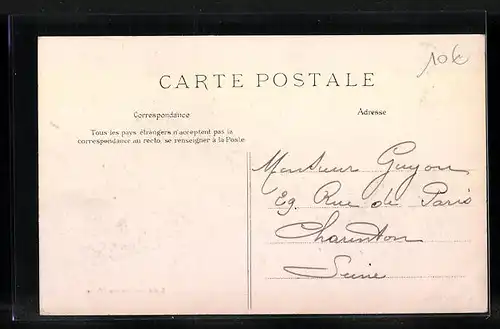 10k
CARTE POSTALE
Correspondance
Adresse
Tous les pays étrangers n'acceptent pas la
correspondance au recto, se renseigner à la Poste
Monsieur Guyon
Rue de Paris
Charenton
Seine